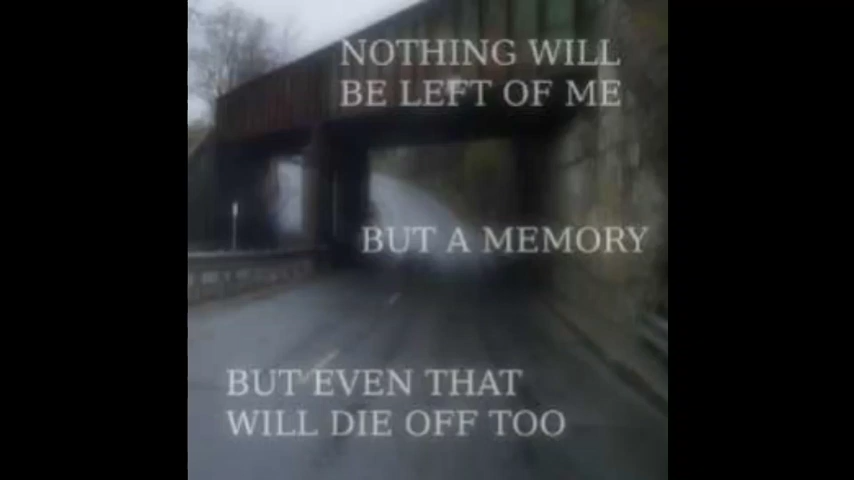 NOTHING WILL
BE LEFT OF ME
BUT A MEMORY
BUT EVEN THAT
WILL DIE OFF TOO